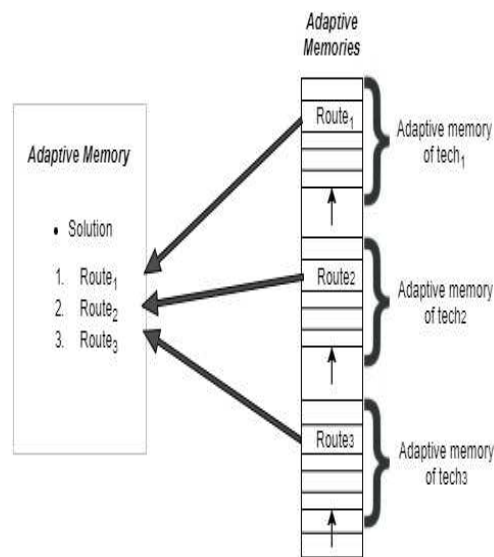 Adaptive
Memories
Adaptive Memory
• Solution
1. Route₁
2. Route₂
3. Route₃
Route₁
Adaptive memory
of tech₁
Route2
Adaptive memory
of tech2
Route3
Adaptive memory
of tech3